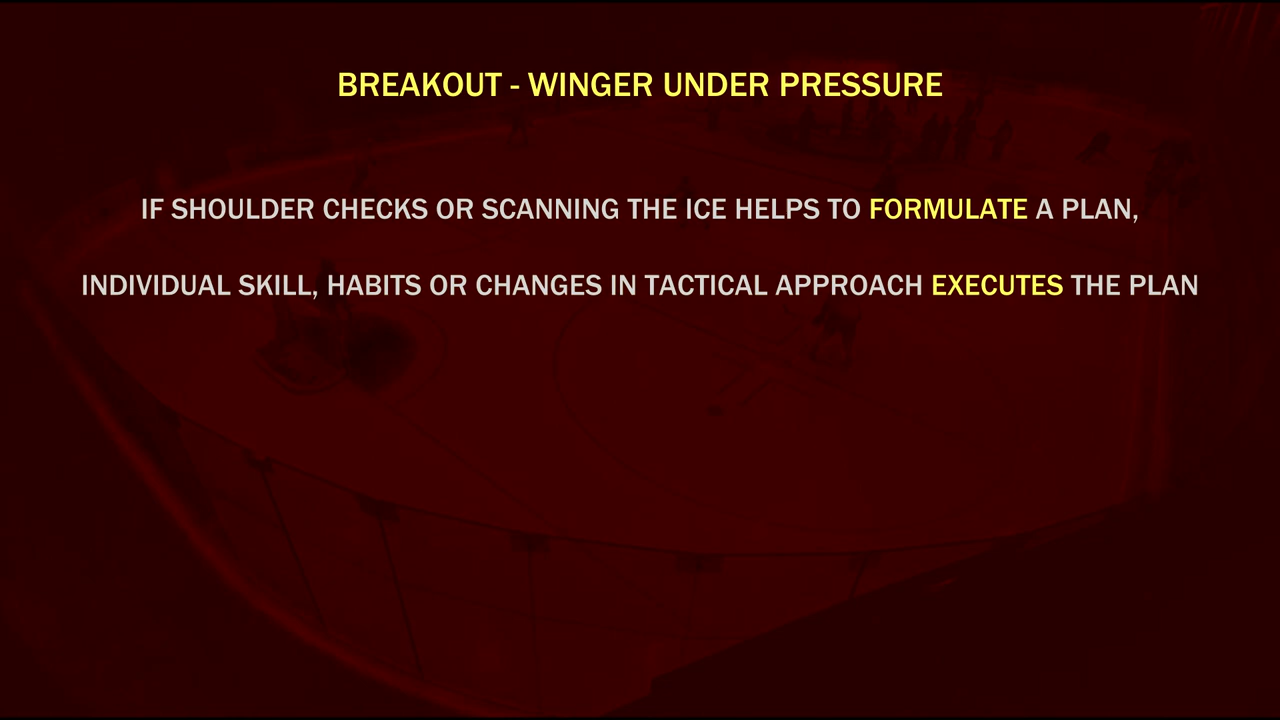 BREAKOUT - WINGER UNDER PRESSURE
IF SHOULDER CHECKS OR SCANNING THE ICE HELPS TO FORMULATE A PLAN,
INDIVIDUAL SKILL, HABITS OR CHANGES IN TACTICAL APPROACH EXECUTES THE PLAN